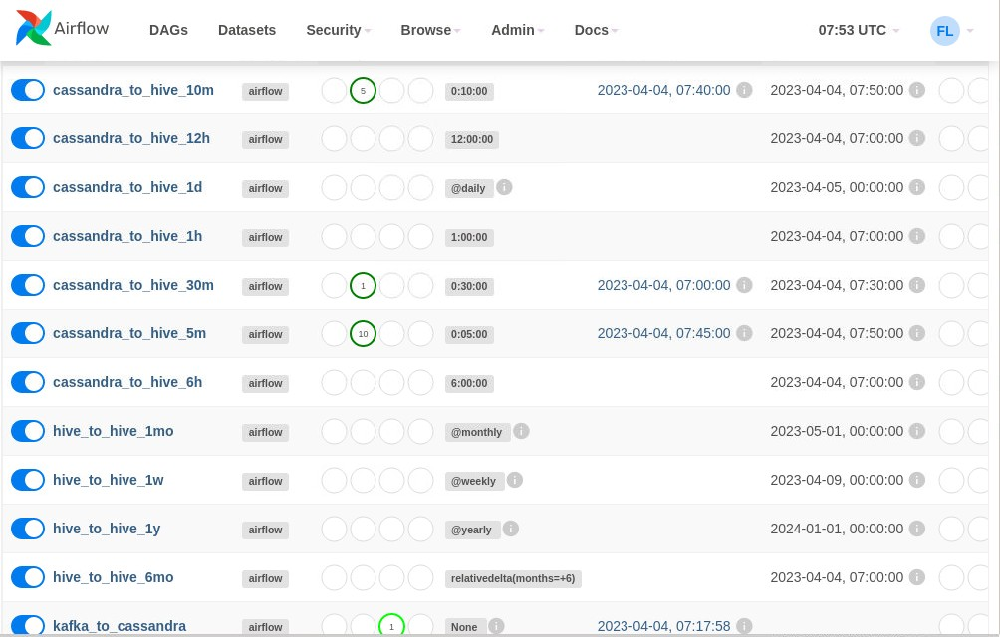 Airflow DAGs Datasets Security Browse Admin Docs 07:53 UTC FL
cassandra_to_hive_10m airflow 5 0:10:00 2023-04-04, 07:40:00 i 2023-04-04, 07:50:00 i
cassandra_to_hive_12h airflow 12:00:00 2023-04-04, 07:00:00 i
cassandra_to_hive_1d airflow @daily i 2023-04-05, 00:00:00 i
cassandra_to_hive_1h airflow 1:00:00 2023-04-04, 07:00:00 i
cassandra_to_hive_30m airflow 1 0:30:00 2023-04-04, 07:00:00 i 2023-04-04, 07:30:00 i
cassandra_to_hive_5m airflow 10 0:05:00 2023-04-04, 07:45:00 i 2023-04-04, 07:50:00 i
cassandra_to_hive_6h airflow 6:00:00 2023-04-04, 07:00:00 i
hive_to_hive_1mo airflow @monthly i 2023-05-01, 00:00:00 i
hive_to_hive_1w airflow @weekly i 2023-04-09, 00:00:00 i
hive_to_hive_1y airflow @yearly i 2024-01-01, 00:00:00 i
hive_to_hive_6mo airflow relativedelta(months=+6) 2023-04-04, 07:00:00 i
kafka_to_cassandra airflow 1 None i 2023-04-04, 07:17:58 i